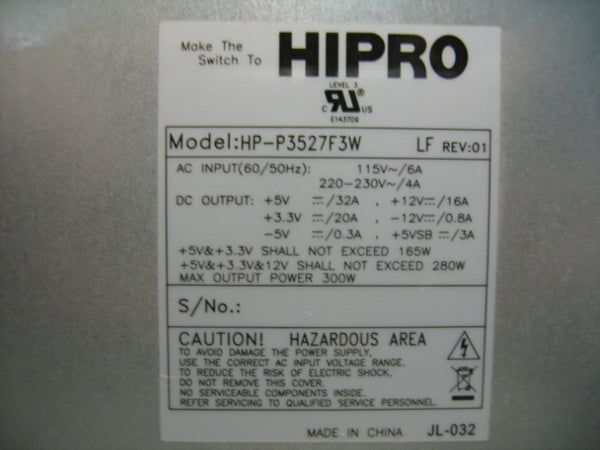 Make The
Switch To
HIPRO
LEVEL 3
C RU ® US
E143709
Model:HP-P3527F3W LF REV:01
AC INPUT(60/50Hz): 115V~/6A
220-230V~/4A
DC OUTPUT: +5V ⎓/32A , +12V⎓/16A
+3.3V ⎓/20A , -12V⎓/0.8A
-5V ⎓/0.3A , +5VSB ⎓/3A
+5V&+3.3V SHALL NOT EXCEED 165W
+5V&+3.3V&12V SHALL NOT EXCEED 280W
MAX OUTPUT POWER 300W
S/No.:
CAUTION! HAZARDOUS AREA
TO AVOID DAMAGE THE POWER SUPPLY,
USE THE CORRECT AC INPUT VOLTAGE RANGE.
TO REDUCE THE RISK OF ELECTRIC SHOCK,
DO NOT REMOVE THIS COVER.
NO SERVICEABLE COMPONENTS INSIDE.
REFER SERVICING TO QUALIFIED SERVICE PERSONNEL.
MADE IN CHINA JL-032